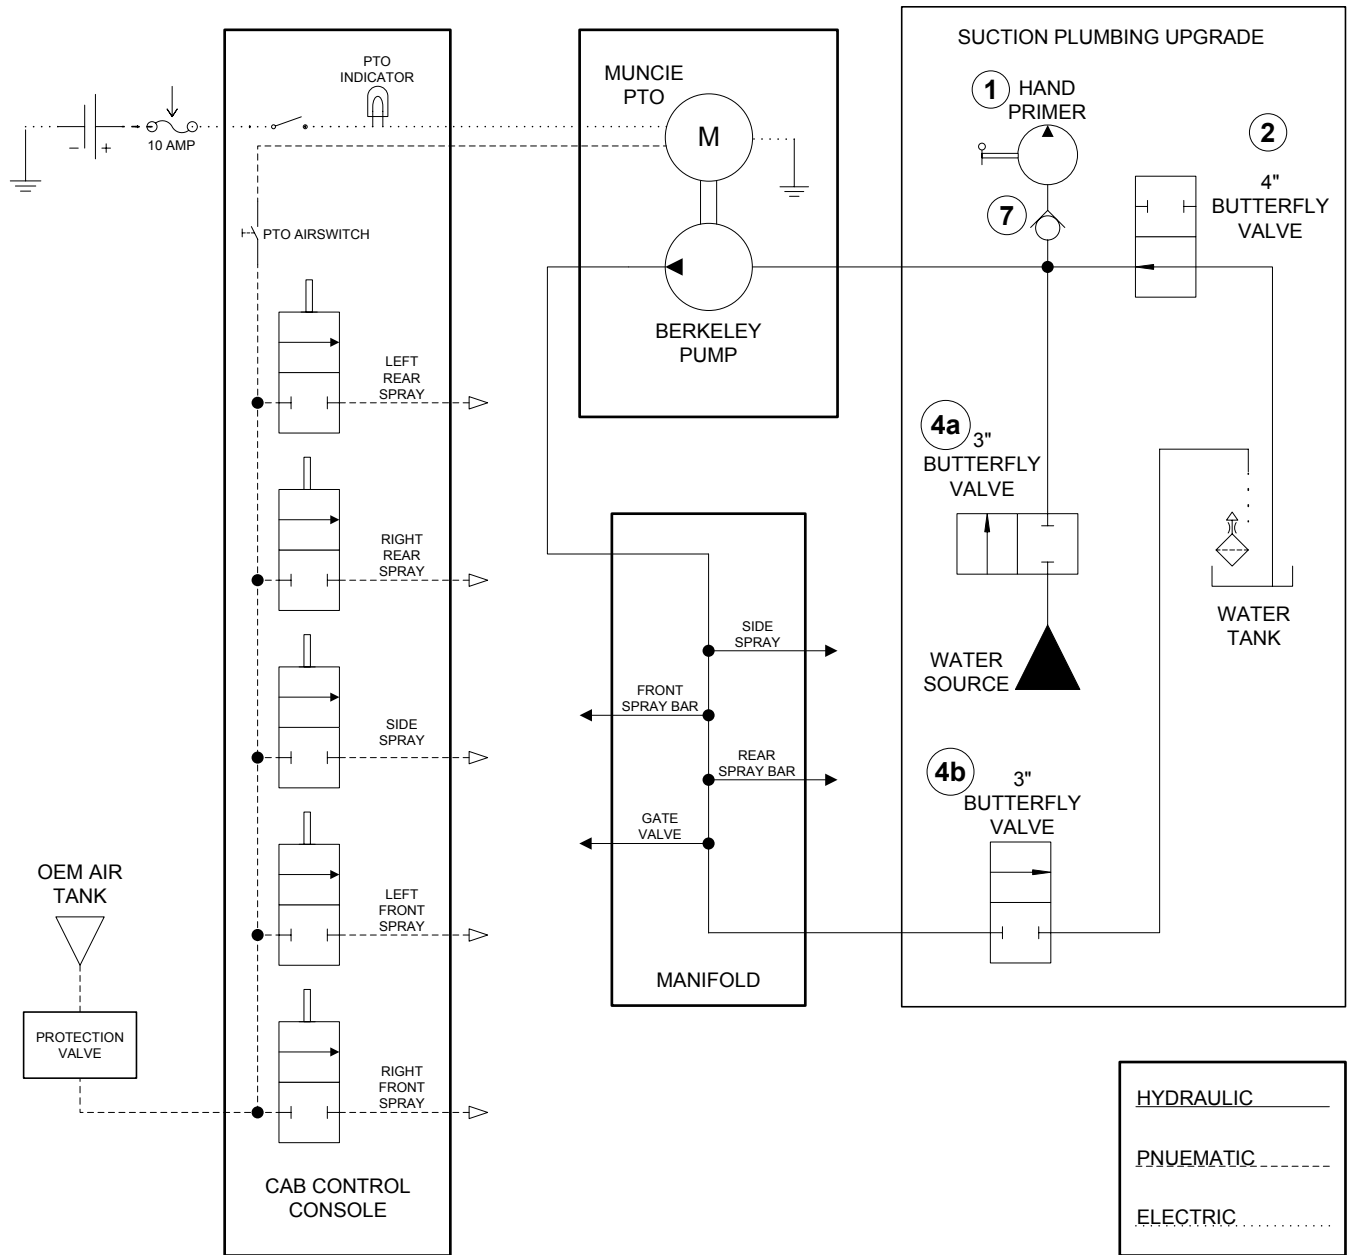 SUCTION PLUMBING UPGRADE
PTO
INDICATOR
-
+
10 AMP
PTO AIRSWITCH
LEFT
REAR
SPRAY
RIGHT
REAR
SPRAY
SIDE
SPRAY
LEFT
FRONT
SPRAY
RIGHT
FRONT
SPRAY
CAB CONTROL
CONSOLE
OEM AIR
TANK
PROTECTION
VALVE
MUNCIE
PTO
M
BERKELEY
PUMP
SIDE
SPRAY
FRONT
SPRAY BAR
REAR
SPRAY BAR
GATE
VALVE
MANIFOLD
1
HAND
PRIMER
2
4"
BUTTERFLY
VALVE
7
4a
3"
BUTTERFLY
VALVE
WATER
SOURCE
WATER
TANK
4b
3"
BUTTERFLY
VALVE
HYDRAULIC
PNUEMATIC
ELECTRIC